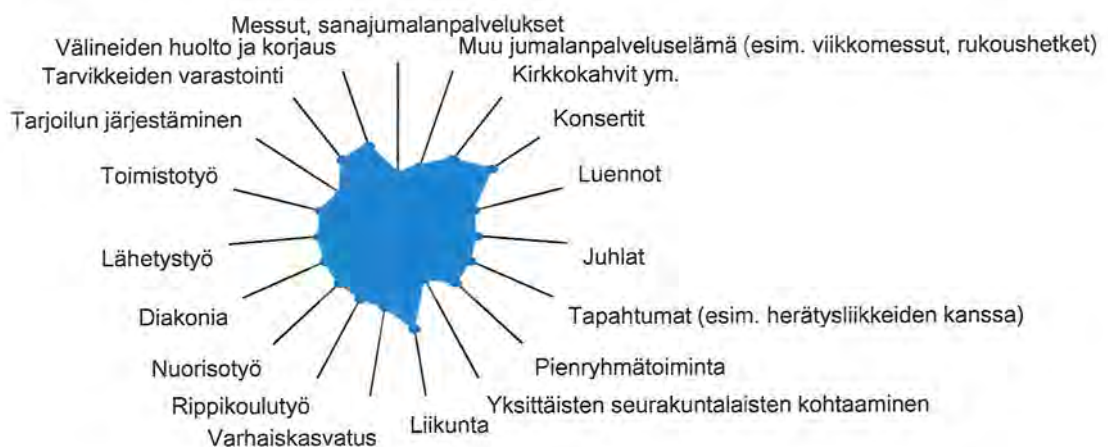 Messut, sanajumalanpalvelukset
Välineiden huolto ja korjaus
Muu jumalanpalveluselämä (esim. viikkomessut, rukoushetket)
Tarvikkeiden varastointi
Kirkkokahvit ym.
Tarjoilun järjestäminen
Konsertit
Toimistotyö
Luennot
Lähetystyö
Juhlat
Diakonia
Tapahtumat (esim. herätysliikkeiden kanssa)
Nuorisotyö
Pienryhmätoiminta
Rippikoulutyö
Yksittäisten seurakuntalaisten kohtaaminen
Varhaiskasvatus
Liikunta